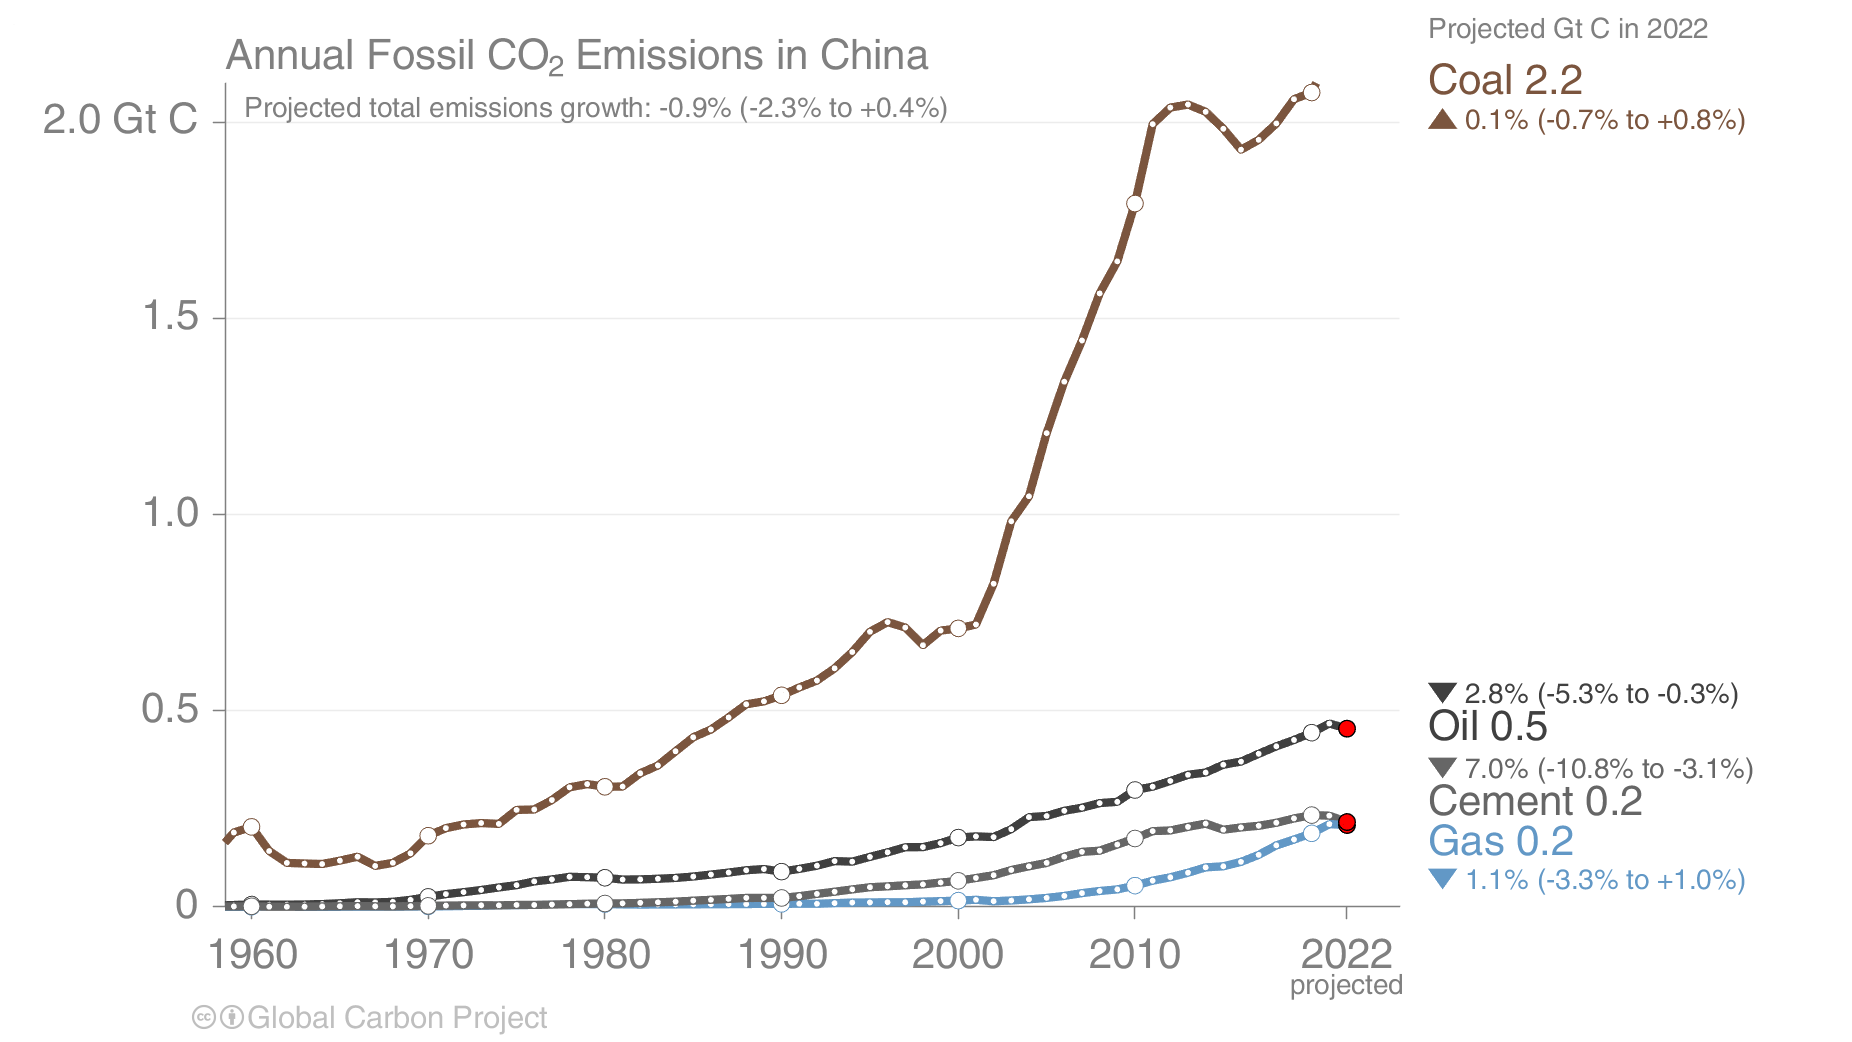 Projected Gt C in 2022
Annual Fossil CO₂ Emissions in China
Projected total emissions growth: -0.9% (-2.3% to +0.4%)
Coal 2.2
▲ 0.1% (-0.7% to +0.8%)
2.0 Gt C
1.5
1.0
0.5
0
▼ 2.8% (-5.3% to -0.3%)
Oil 0.5
▼ 7.0% (-10.8% to -3.1%)
Cement 0.2
Gas 0.2
▼ 1.1% (-3.3% to +1.0%)
1960 1970 1980 1990 2000 2010 2022
projected
cc Global Carbon Project